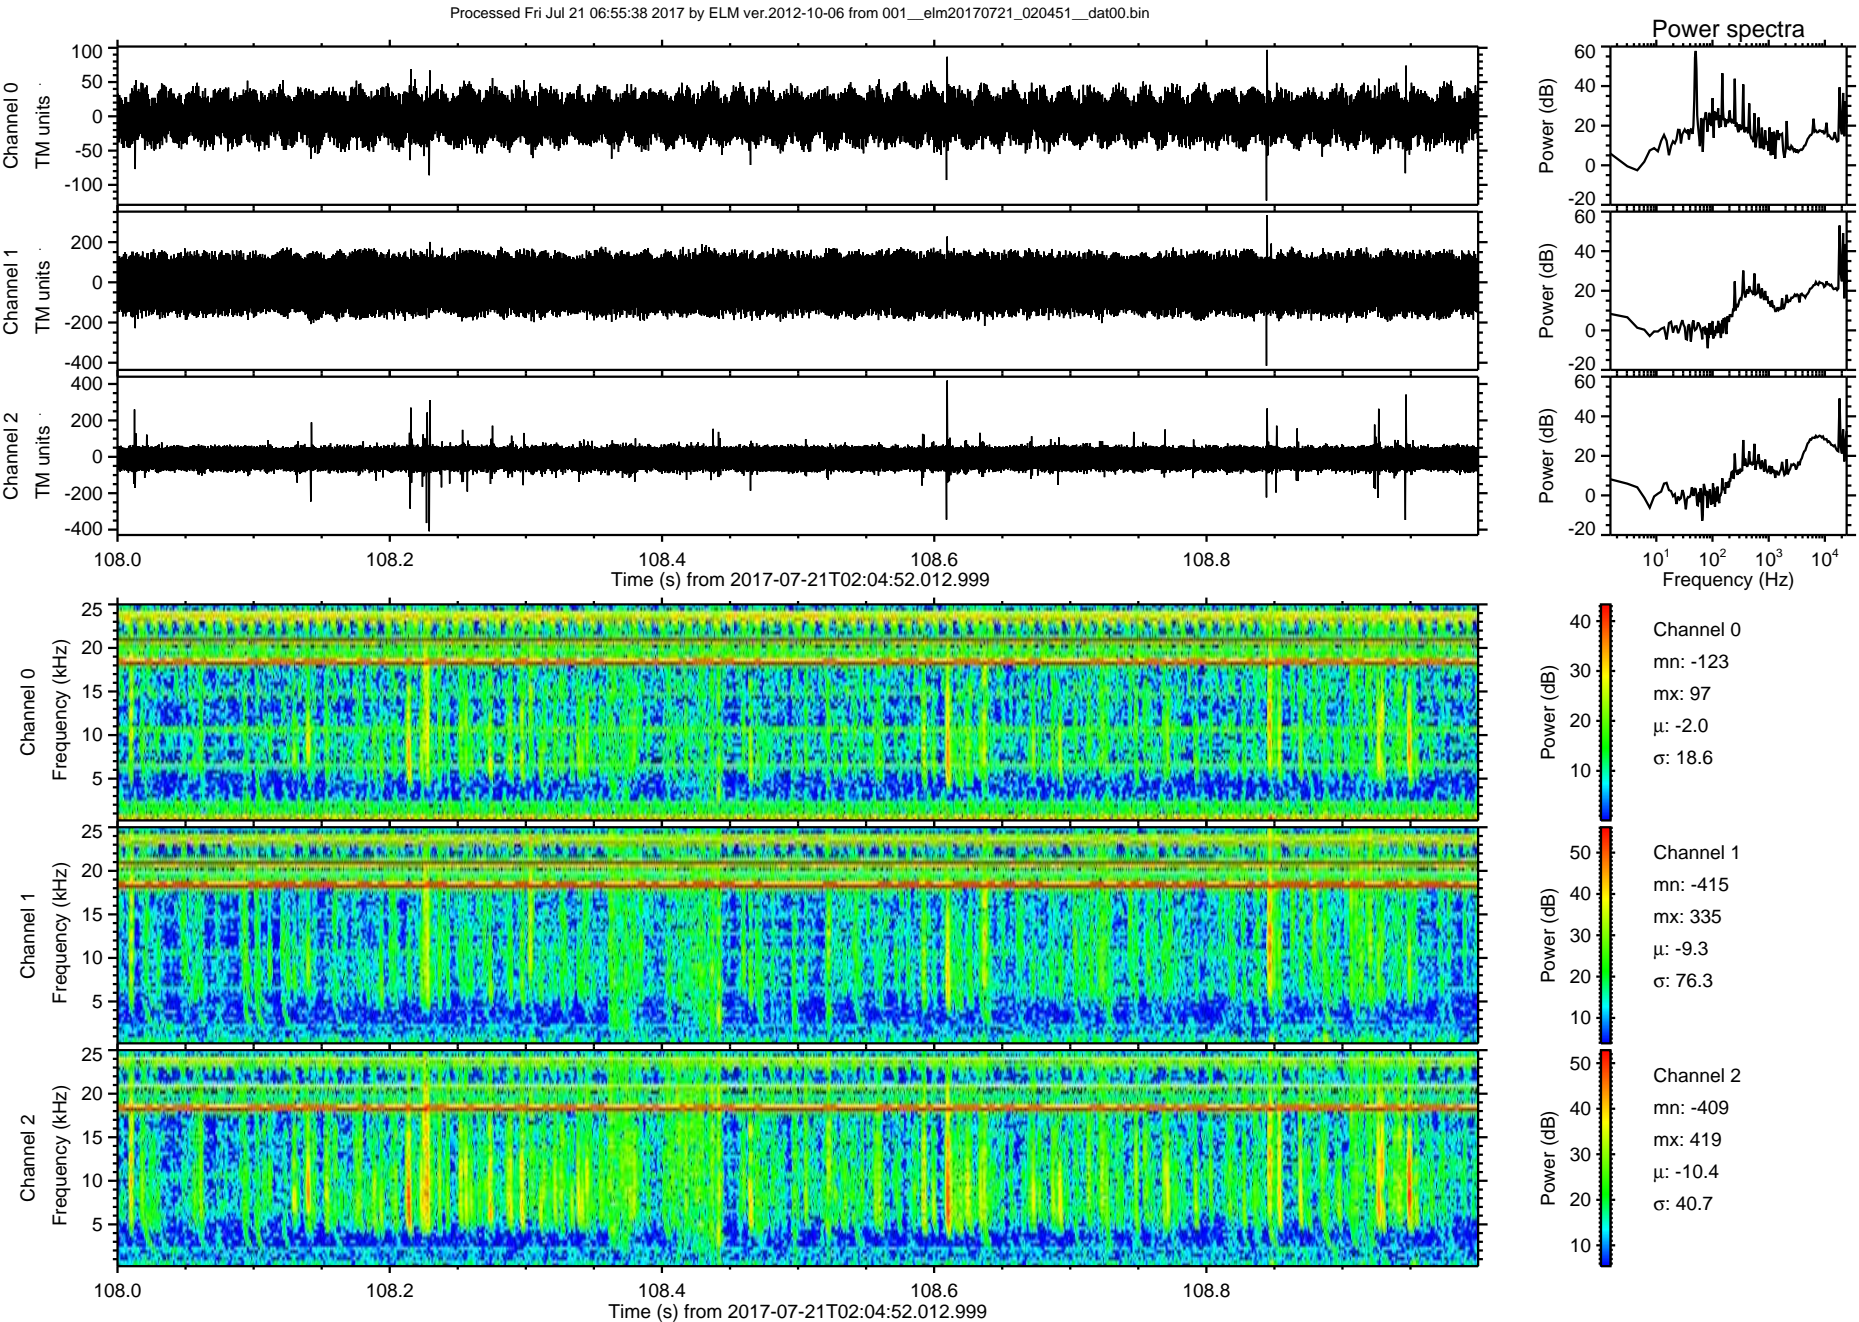 Processed Fri Jul 21 06:55:38 2017 by ELM ver.2012-10-06 from 001__elm20170721_020451__dat00.bin
Power spectra
Channel 0
TM units
100
50
0
-50
-100
Power (dB)
60
40
20
0
-20
Channel 1
TM units
200
0
-200
-400
Power (dB)
60
40
20
0
-20
Channel 2
TM units
400
200
0
-200
-400
Power (dB)
60
40
20
0
-20
108.0 108.2 108.4 108.6 108.8
Time (s) from 2017-07-21T02:04:52.012.999
10^1 10^2 10^3 10^4
Frequency (Hz)
Channel 0
Frequency (kHz)
25
20
15
10
5
Power (dB)
40
30
20
10
Channel 0
mn: -123
mx: 97
μ: -2.0
σ: 18.6
Channel 1
Frequency (kHz)
25
20
15
10
5
Power (dB)
50
40
30
20
10
Channel 1
mn: -415
mx: 335
μ: -9.3
σ: 76.3
Channel 2
Frequency (kHz)
25
20
15
10
5
Power (dB)
50
40
30
20
10
Channel 2
mn: -409
mx: 419
μ: -10.4
σ: 40.7
108.0 108.2 108.4 108.6 108.8
Time (s) from 2017-07-21T02:04:52.012.999